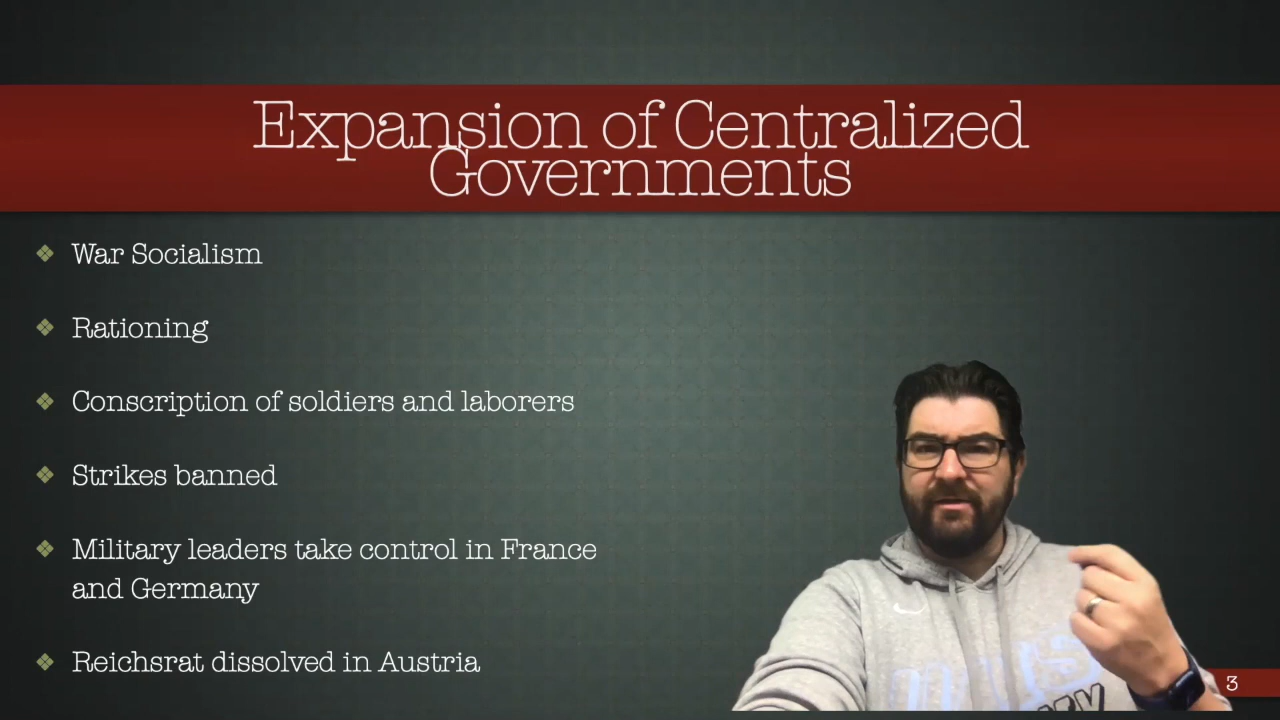 Expansion of Centralized
Governments
War Socialism
Rationing
Conscription of soldiers and laborers
Strikes banned
Military leaders take control in France
and Germany
Reichsrat dissolved in Austria
3